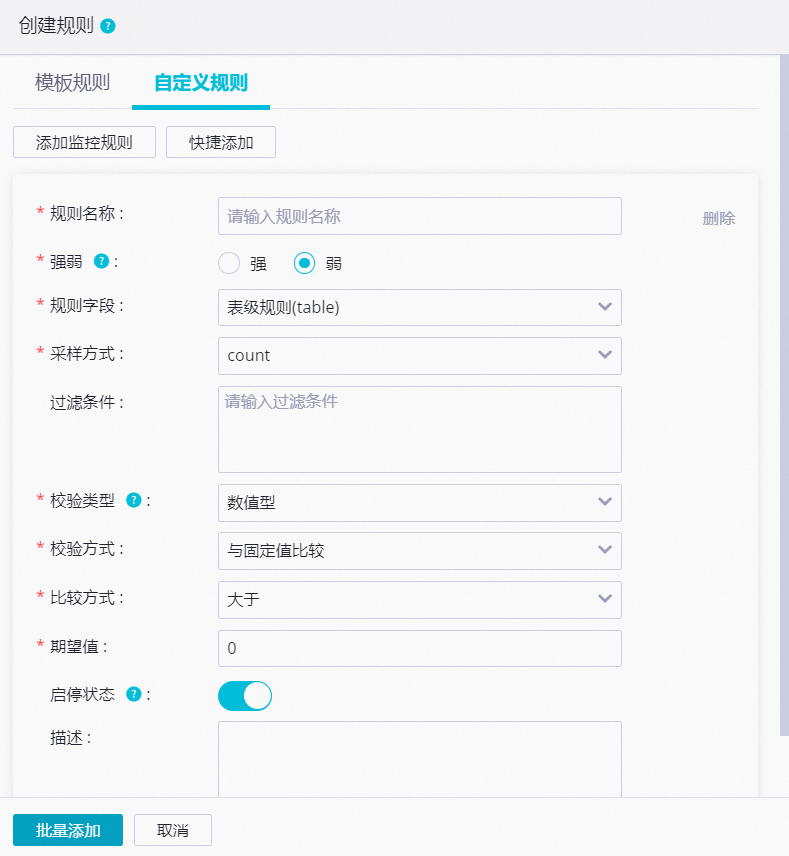 创建规则 ?
模板规则 自定义规则
添加监控规则 快捷添加
* 规则名称 : 请输入规则名称 删除
* 强弱 ? : 强 弱
* 规则字段 : 表级规则(table)
* 采样方式 : count
过滤条件 : 请输入过滤条件
* 校验类型 ? : 数值型
* 校验方式 : 与固定值比较
* 比较方式 : 大于
* 期望值 : 0
启停状态 ? :
描述 :
批量添加 取消